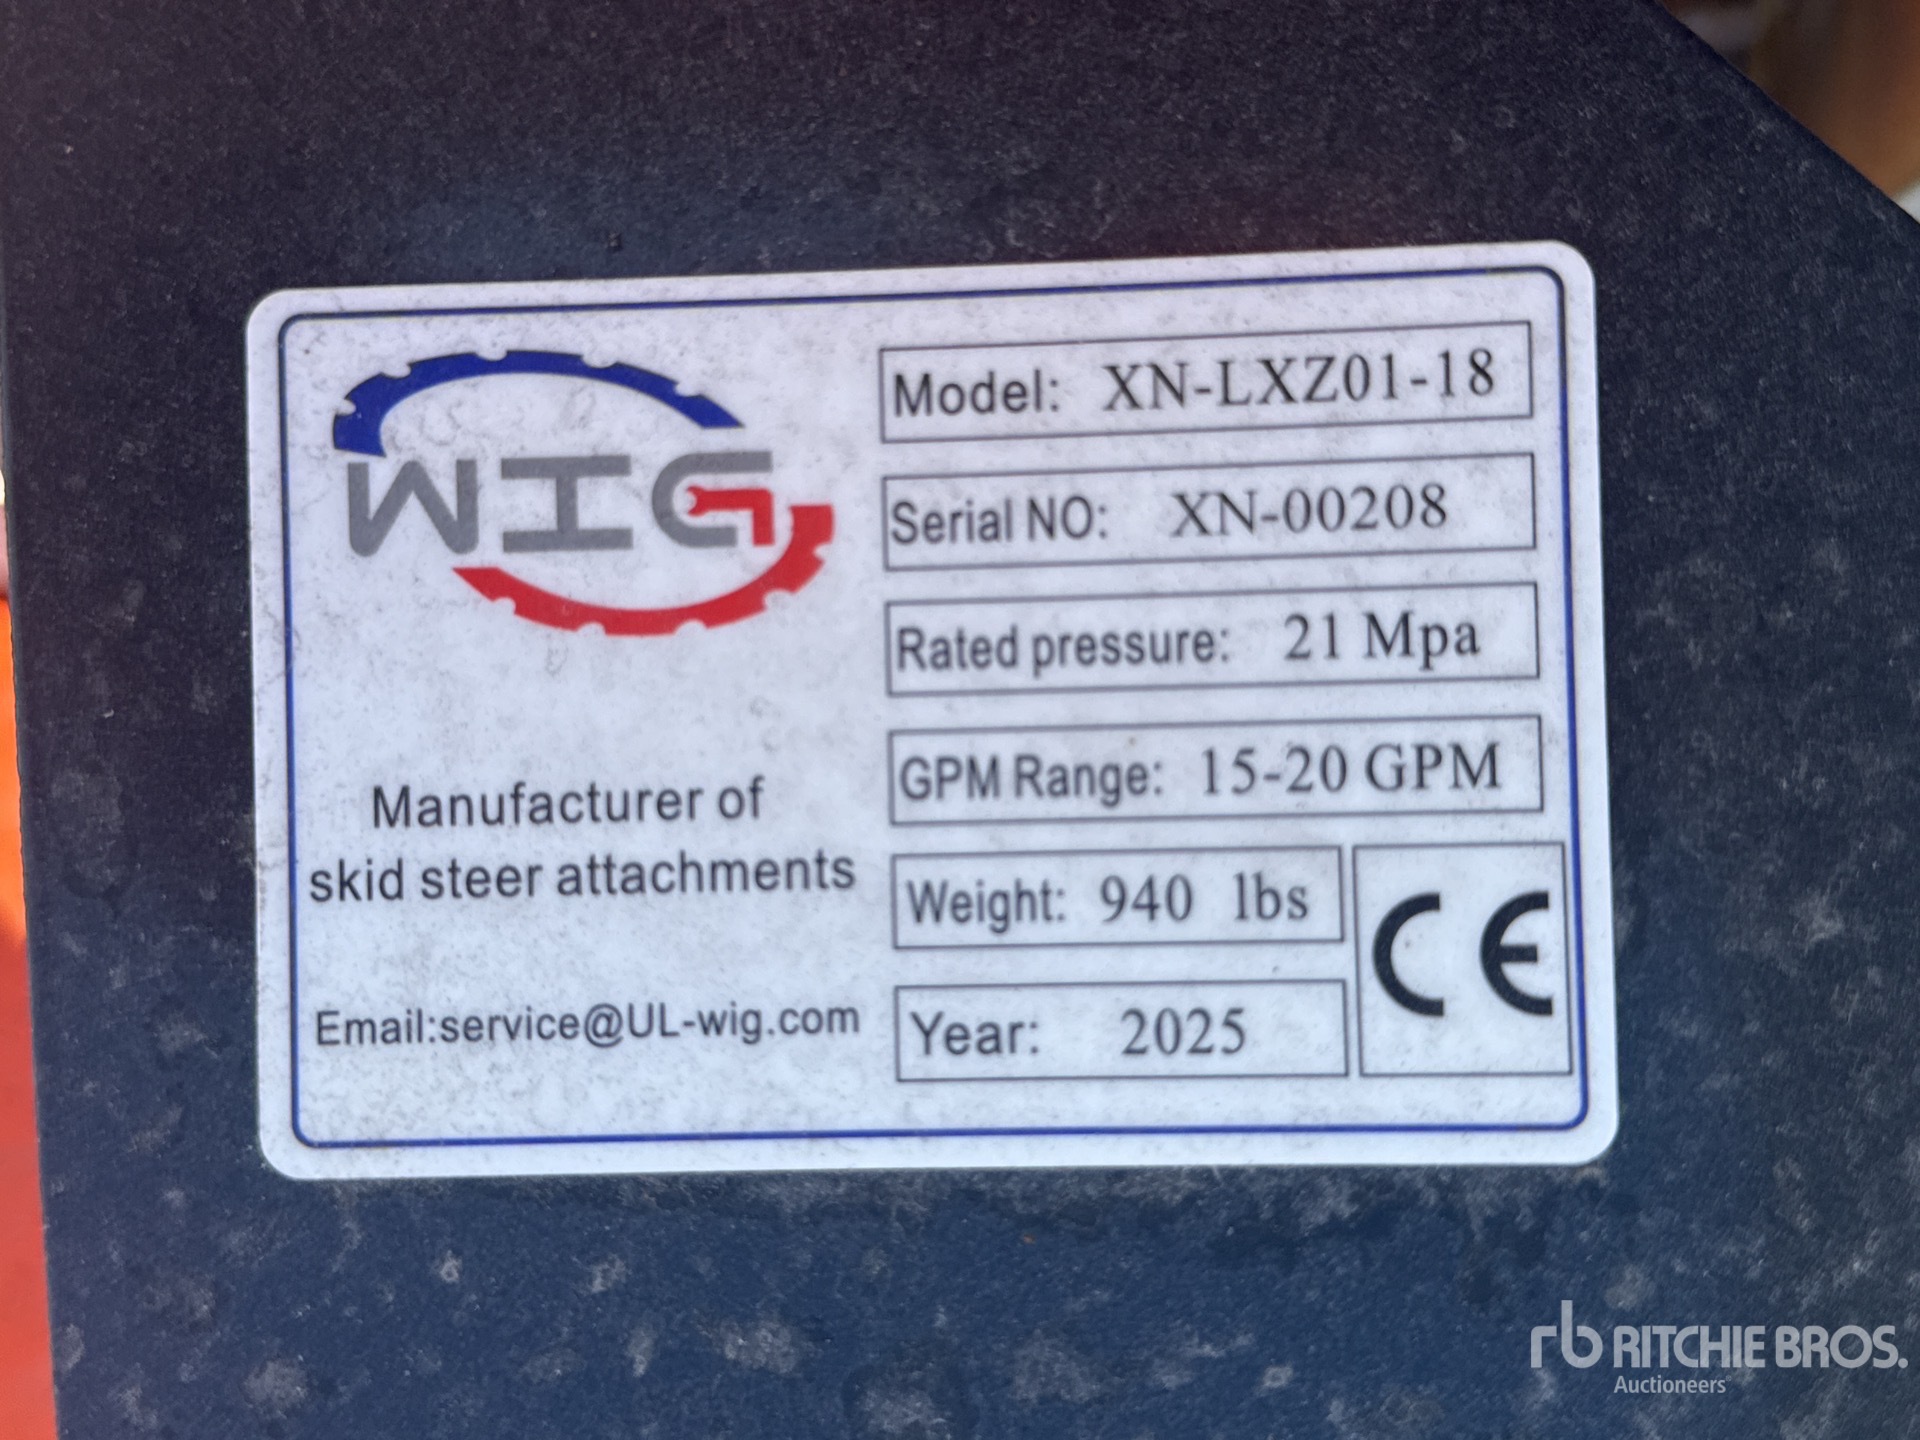 WIG
Manufacturer of
skid steer attachments
Email:service@UL-wig.com
Model: XN-LXZ01-18
Serial NO: XN-00208
Rated pressure: 21 Mpa
GPM Range: 15-20 GPM
Weight: 940 lbs
Year: 2025
CE
rb RITCHIE BROS.
Auctioneers